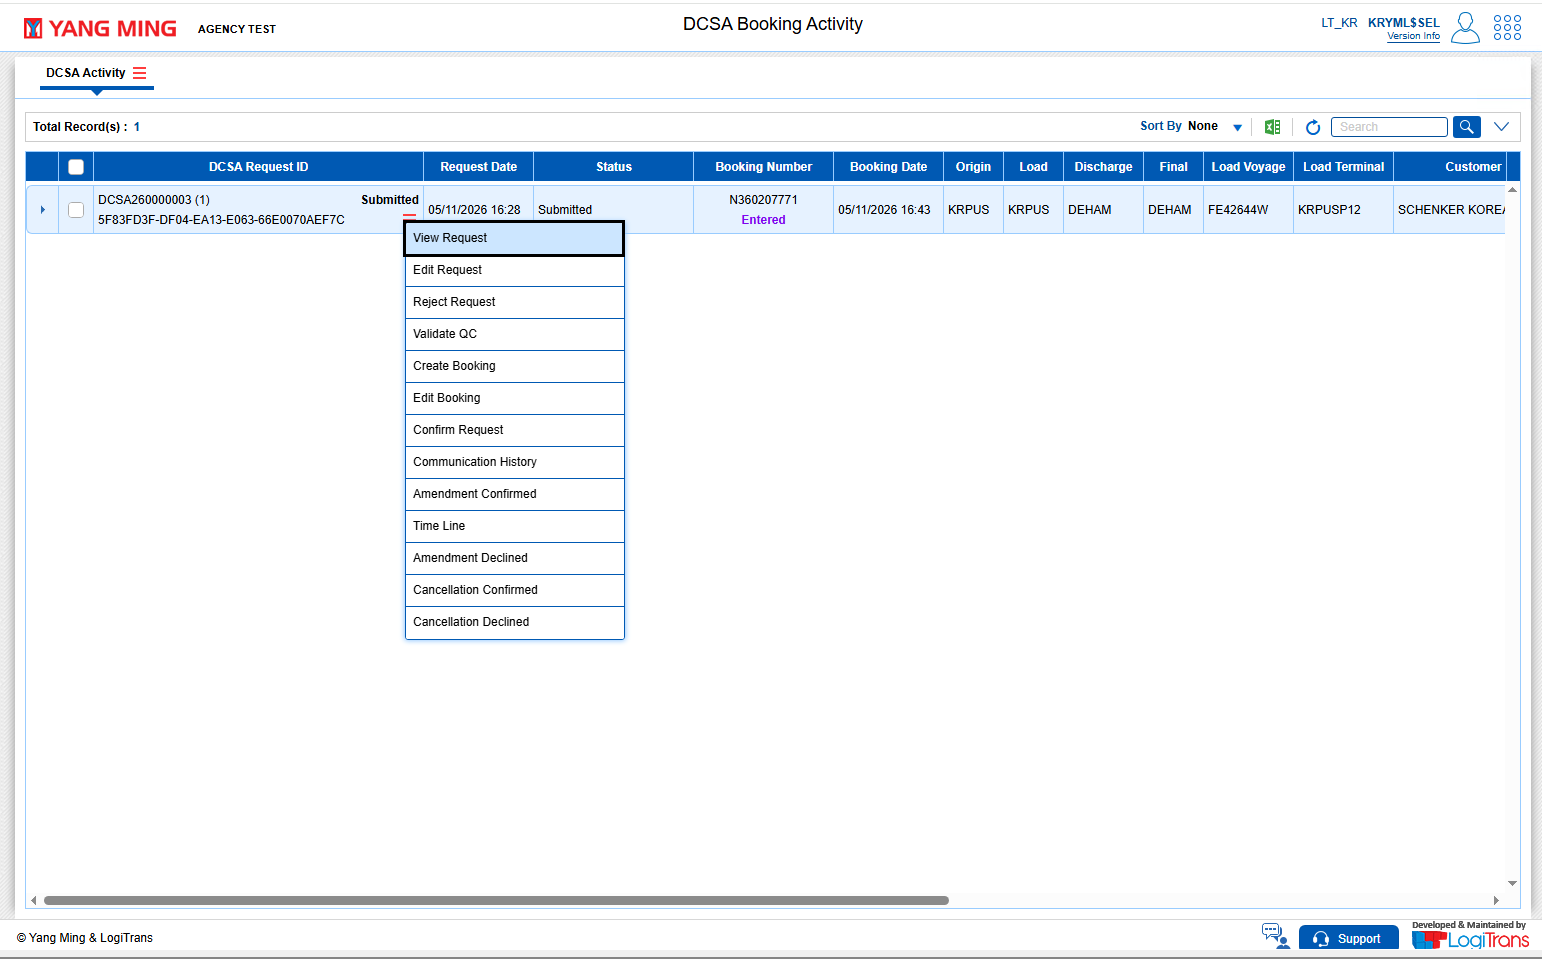 YANG MING AGENCY TEST
DCSA Booking Activity
LT_KR KRYML$SEL
Version Info
DCSA Activity
Total Record(s) : 1
Sort By None
Search
DCSA Request ID Request Date Status Booking Number Booking Date Origin Load Discharge Final Load Voyage Load Terminal Customer
DCSA260000003 (1) Submitted
5F83FD3F-DF04-EA13-E063-66E0070AEF7C
05/11/2026 16:28 Submitted
N360207771
Entered
05/11/2026 16:43 KRPUS KRPUS DEHAM DEHAM FE42644W KRPUSP12 SCHENKER KOREA
View Request
Edit Request
Reject Request
Validate QC
Create Booking
Edit Booking
Confirm Request
Communication History
Amendment Confirmed
Time Line
Amendment Declined
Cancellation Confirmed
Cancellation Declined
© Yang Ming & LogiTrans
Support
Developed & Maintained by
LogiTrans